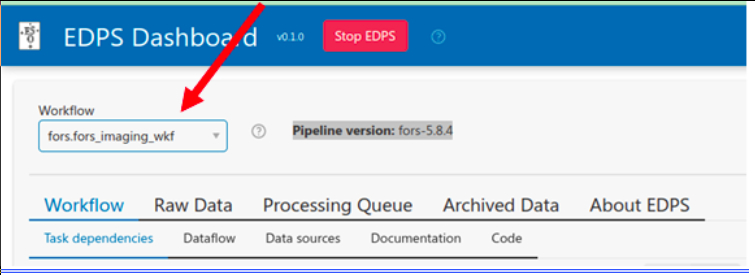 EDPS Dashboard v0.1.0 Stop EDPS
Workflow
fors.fors_imaging_wkf Pipeline version: fors-5.8.4
Workflow Raw Data Processing Queue Archived Data About EDPS
Task dependencies Dataflow Data sources Documentation Code